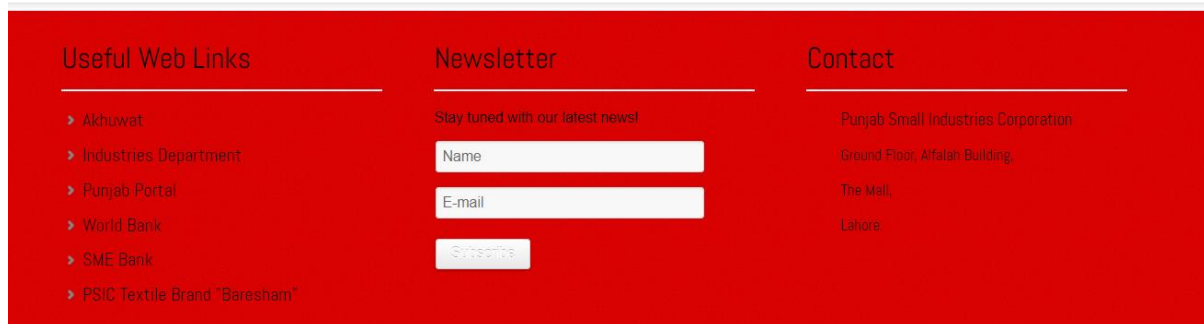 Useful Web Links
Akhuwat
Industries Department
Punjab Portal
World Bank
SME Bank
PSIC Textile Brand "Baresham"
Newsletter
Stay tuned with our latest news!
Name
E-mail
Subscribe
Contact
Punjab Small Industries Corporation
Ground Floor, Alfalah Building,
The Mall,
Lahore.